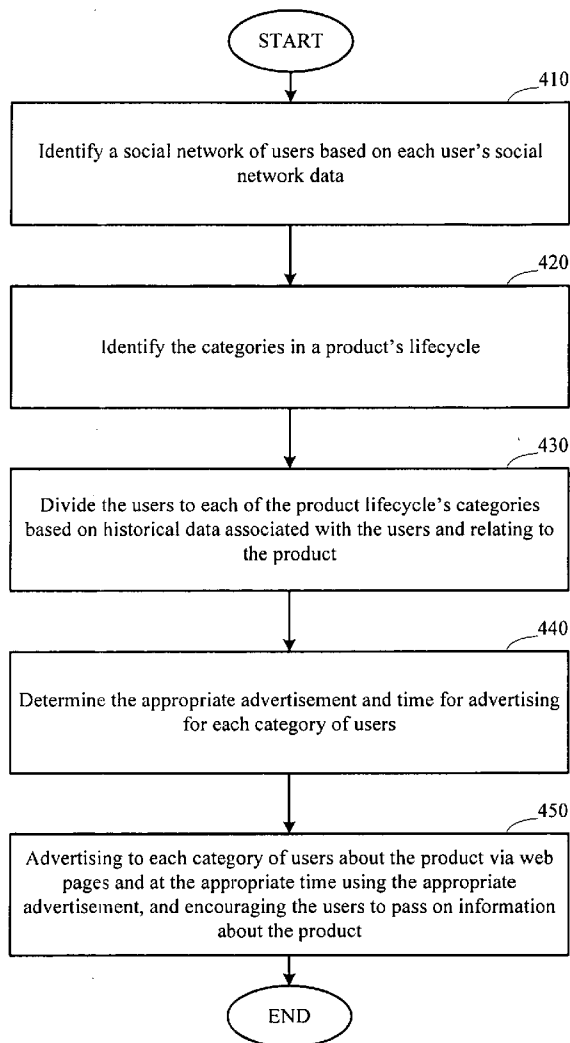 START
410
Identify a social network of users based on each user's social
network data
420
Identify the categories in a product's lifecycle
430
Divide the users to each of the product lifecycle's categories
based on historical data associated with the users and relating to
the product
440
Determine the appropriate advertisement and time for advertising
for each category of users
450
Advertising to each category of users about the product via web
pages and at the appropriate time using the appropriate
advertisement, and encouraging the users to pass on information
about the product
END